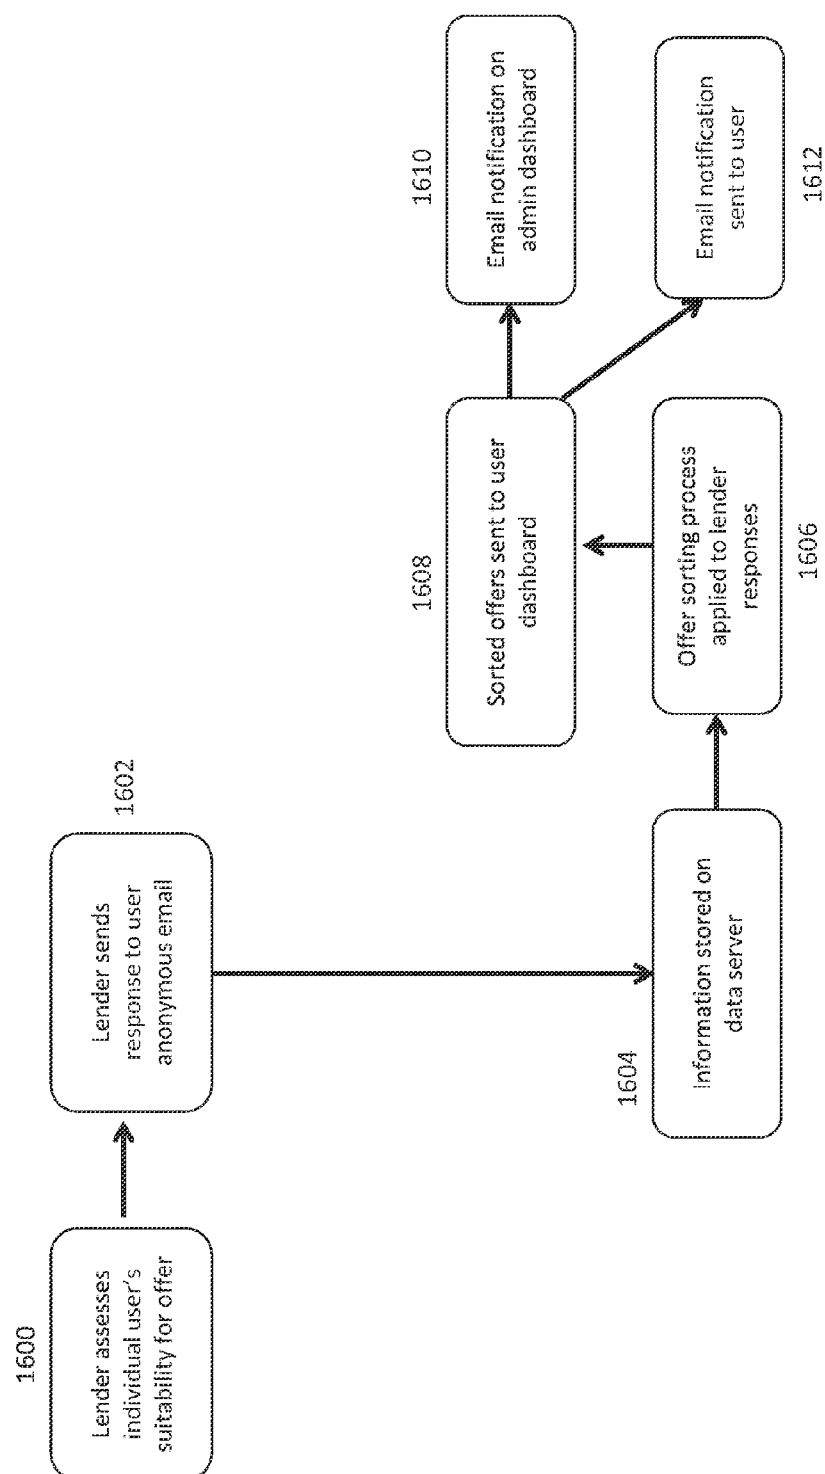 1600
Lender assesses
individual user's
suitability for offer
1602
Lender sends
response to user
anonymous email
1604
Information stored on
data server
Offer sorting process
applied to lender
responses
1606
1608
Sorted offers sent to user
dashboard
1610
Email notification on
admin dashboard
Email notification
sent to user
1612